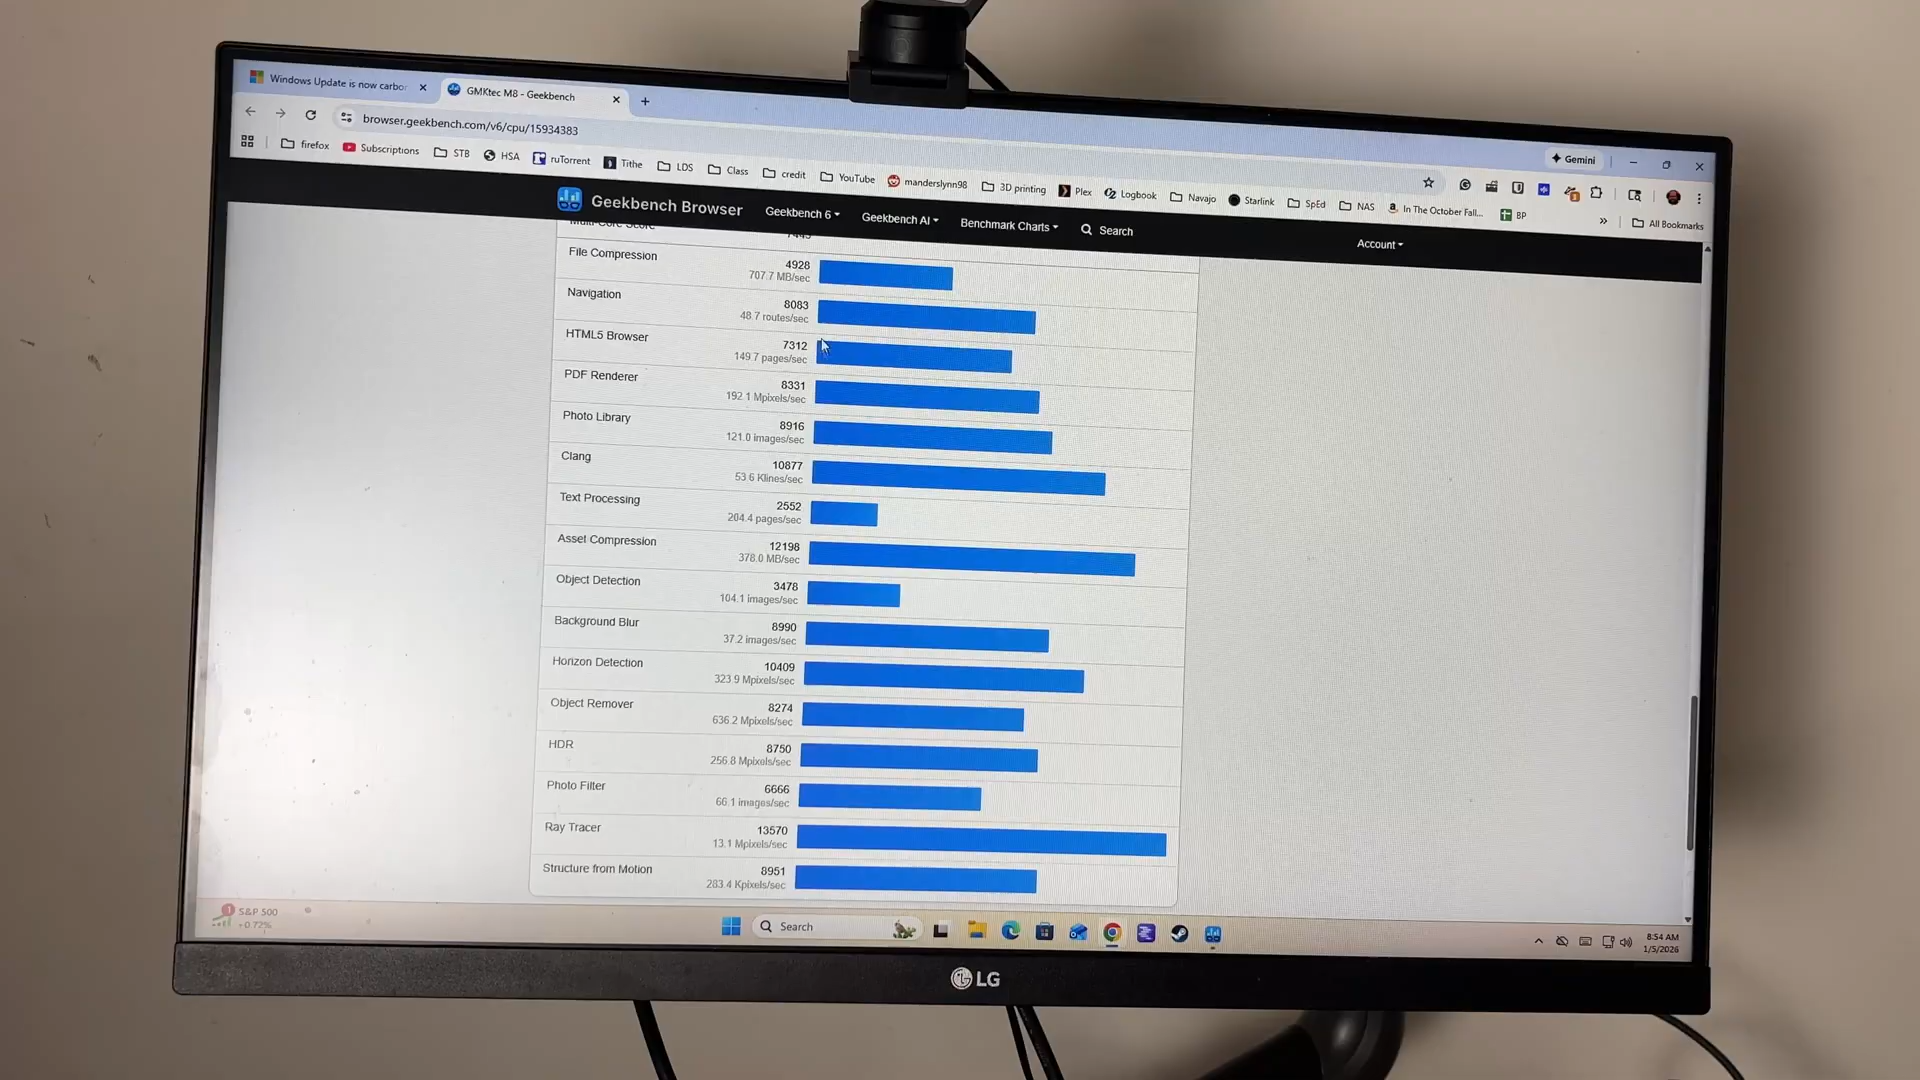 Windows Update is now carbor
GMKtec M8 - Geekbench
browser.geekbench.com/v6/cpu/15934383
Gemini
firefox
Subscriptions
STB
HSA
ruTorrent
Tithe
LDS
Class
credit
YouTube
manderslynn98
3D printing
Plex
Logbook
Navajo
Starlink
SpEd
NAS
In The October Fall...
BP
»
All Bookmarks
Geekbench Browser
Geekbench 6
Geekbench AI
Benchmark Charts
Search
Account
Multi-Core Score 7443
File Compression 4928
707.7 MB/sec
Navigation 8083
48.7 routes/sec
HTML5 Browser 7312
149.7 pages/sec
PDF Renderer 8331
192.1 Mpixels/sec
Photo Library 8916
121.0 images/sec
Clang 10877
53.6 Klines/sec
Text Processing 2552
204.4 pages/sec
Asset Compression 12198
378.0 MB/sec
Object Detection 3478
104.1 images/sec
Background Blur 8990
37.2 images/sec
Horizon Detection 10409
323.9 Mpixels/sec
Object Remover 8274
636.2 Mpixels/sec
HDR 8750
256.8 Mpixels/sec
Photo Filter 6666
66.1 images/sec
Ray Tracer 13570
13.1 Mpixels/sec
Structure from Motion 8951
283.4 Kpixels/sec
1
S&P 500
+0.72%
Search
8:54 AM
1/5/2026
LG